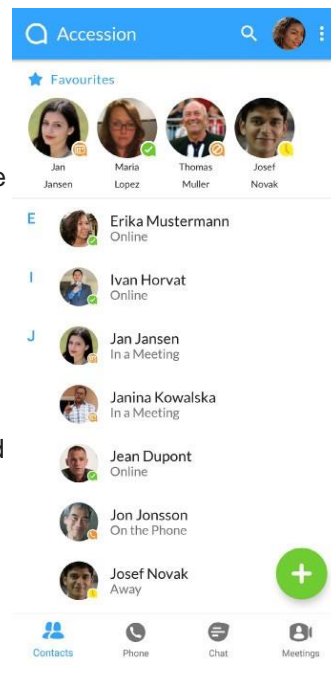 Accession
Favourites
Jan
Jansen
Maria
Lopez
Thomas
Muller
Josef
Novak
e
E
Erika Mustermann
Online
I
Ivan Horvat
Online
J
Jan Jansen
In a Meeting
Janina Kowalska
In a Meeting
d
Jean Dupont
Online
Jon Jonsson
On the Phone
Josef Novak
Away
Contacts
Phone
Chat
Meetings